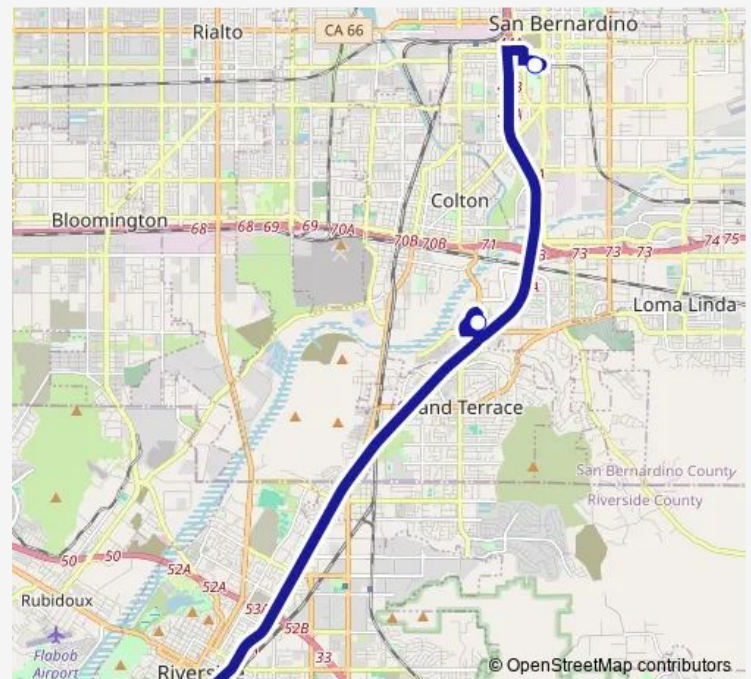 San Bernardino
Rialto
CA 66
Colton
Bloomington
68
68
69
69
70A
70B
70B
71
73
73
73
73
74
75
Loma Linda
and Terrace
San Bernardino County
Riverside County
50
50
52A
52A
53A
52B
33
Rubidoux
Flabob
Airport
Riversi
© OpenStreetMap contributors